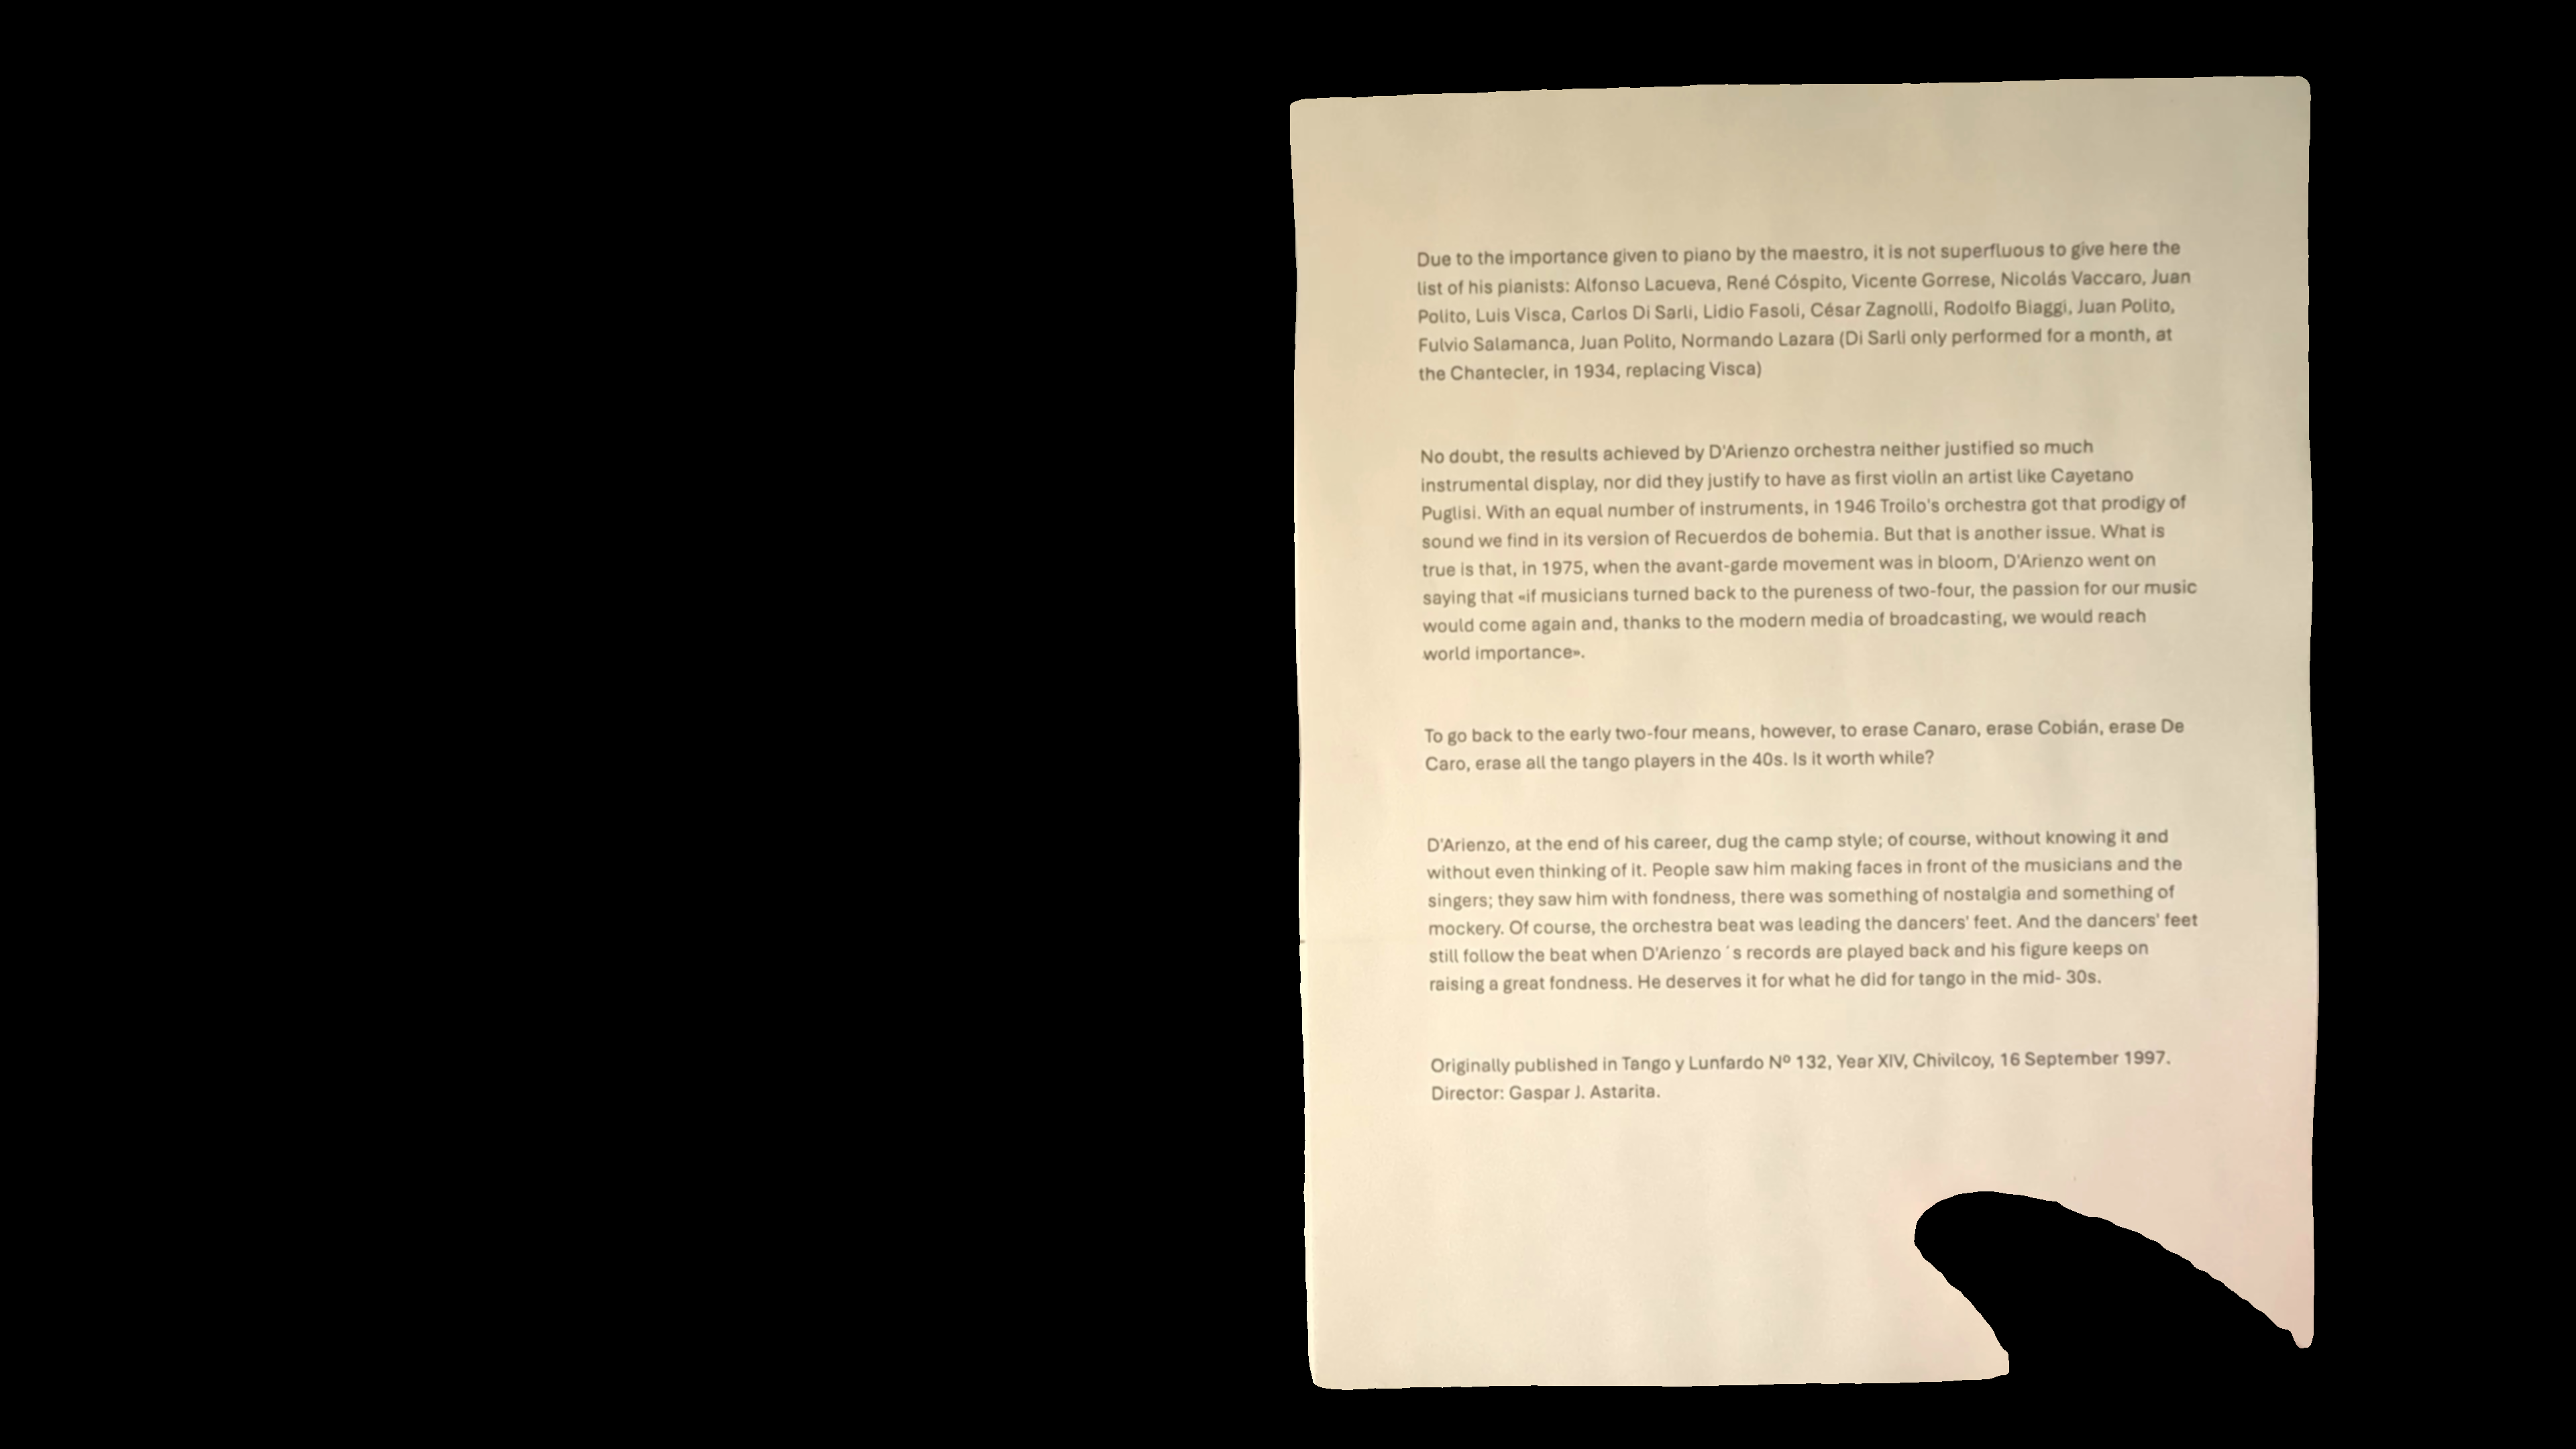 Due to the importance given to piano by the maestro, it is not superfluous to give here the
list of his pianists: Alfonso Lacueva, René Cóspito, Vicente Gorrese, Nicolás Vaccaro, Juan
Polito, Luis Visca, Carlos Di Sarli, Lidio Fasoli, César Zagnolli, Rodolfo Biaggi, Juan Polito,
Fulvio Salamanca, Juan Polito, Normando Lazara (Di Sarli only performed for a month, at
the Chantecler, in 1934, replacing Visca)
No doubt, the results achieved by D'Arienzo orchestra neither justified so much
instrumental display, nor did they justify to have as first violin an artist like Cayetano
Puglisi. With an equal number of instruments, in 1946 Troilo's orchestra got that prodigy of
sound we find in its version of Recuerdos de bohemia. But that is another issue. What is
true is that, in 1975, when the avant-garde movement was in bloom, D'Arienzo went on
saying that «if musicians turned back to the pureness of two-four, the passion for our music
would come again and, thanks to the modern media of broadcasting, we would reach
world importance».
To go back to the early two-four means, however, to erase Canaro, erase Cobián, erase De
Caro, erase all the tango players in the 40s. Is it worth while?
D'Arienzo, at the end of his career, dug the camp style; of course, without knowing it and
without even thinking of it. People saw him making faces in front of the musicians and the
singers; they saw him with fondness, there was something of nostalgia and something of
mockery. Of course, the orchestra beat was leading the dancers' feet. And the dancers' feet
still follow the beat when D'Arienzo ´s records are played back and his figure keeps on
raising a great fondness. He deserves it for what he did for tango in the mid- 30s.
Originally published in Tango y Lunfardo Nº 132, Year XIV, Chivilcoy, 16 September 1997.
Director: Gaspar J. Astarita.